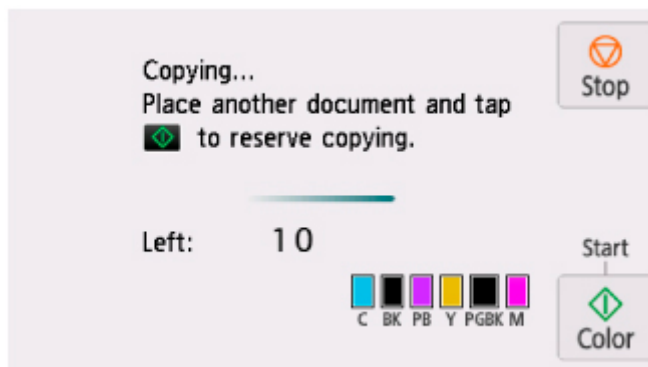 Copying...
Place another document and tap
to reserve copying.
Left: 10
C BK PB Y PGBK M
Stop
Start
Color